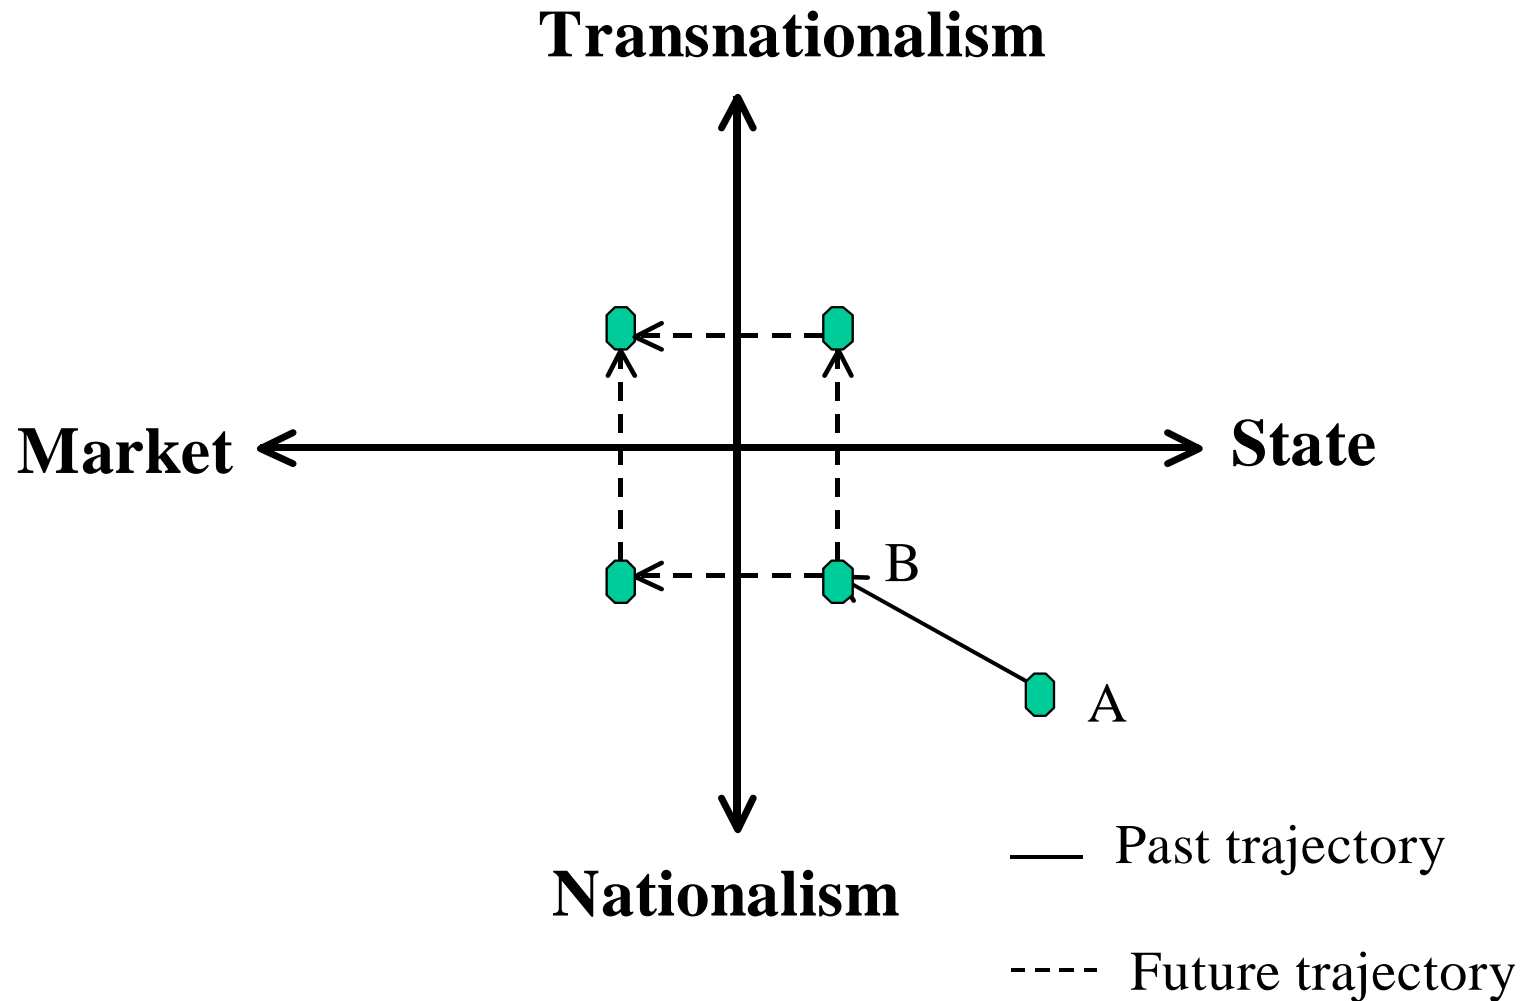 Transnationalism
Market
State
B
A
Past trajectory
Nationalism
Future trajectory